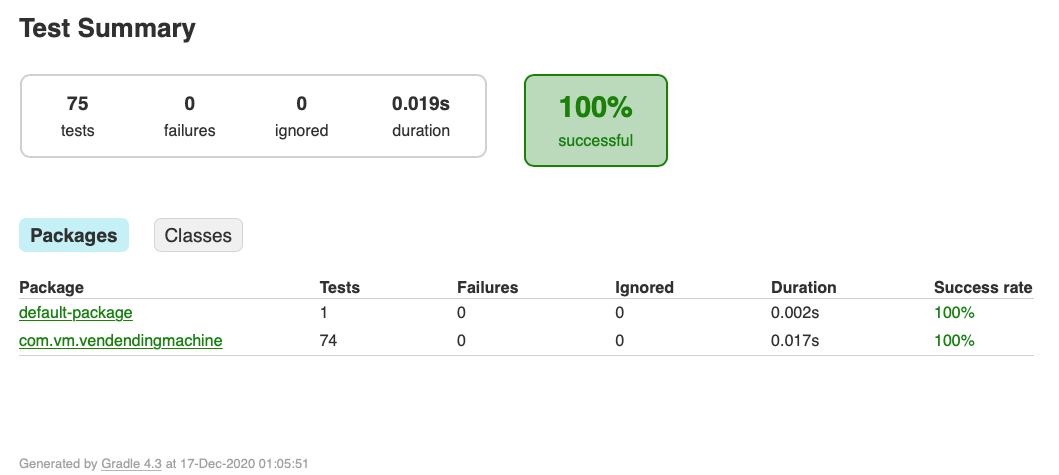 Test Summary
75 0 0 0.019s
tests failures ignored duration
100%
successful
Packages Classes
Package Tests Failures Ignored Duration Success rate
default-package 1 0 0 0.002s 100%
com.vm.vendendingmachine 74 0 0 0.017s 100%
Generated by Gradle 4.3 at 17-Dec-2020 01:05:51